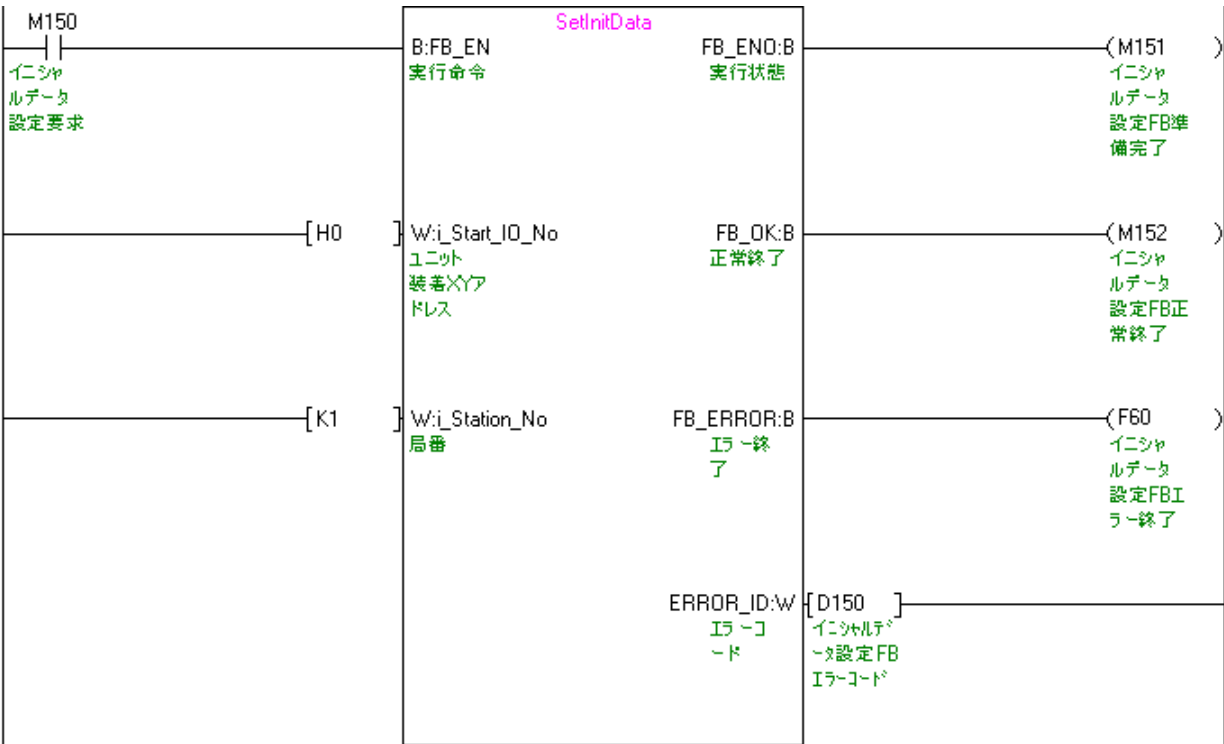 M150
イニシャ
ルデータ
設定要求
SetInitData
B:FB_EN
実行命令
FB_ENO:B
実行状態
(M151 )
イニシャ
ルデータ
設定FB準
備完了
[H0 ]
W:i_Start_IO_No
ユニット
装着XYア
ドレス
FB_OK:B
正常終了
(M152 )
イニシャ
ルデータ
設定FB正
常終了
[K1 ]
W:i_Station_No
局番
FB_ERROR:B
エラー終
了
(F60 )
イニシャ
ルデータ
設定FBエ
ラー終了
ERROR_ID:W
エラーコ
ード
[D150 ]
イニシャルデ
ータ設定FB
エラーコード